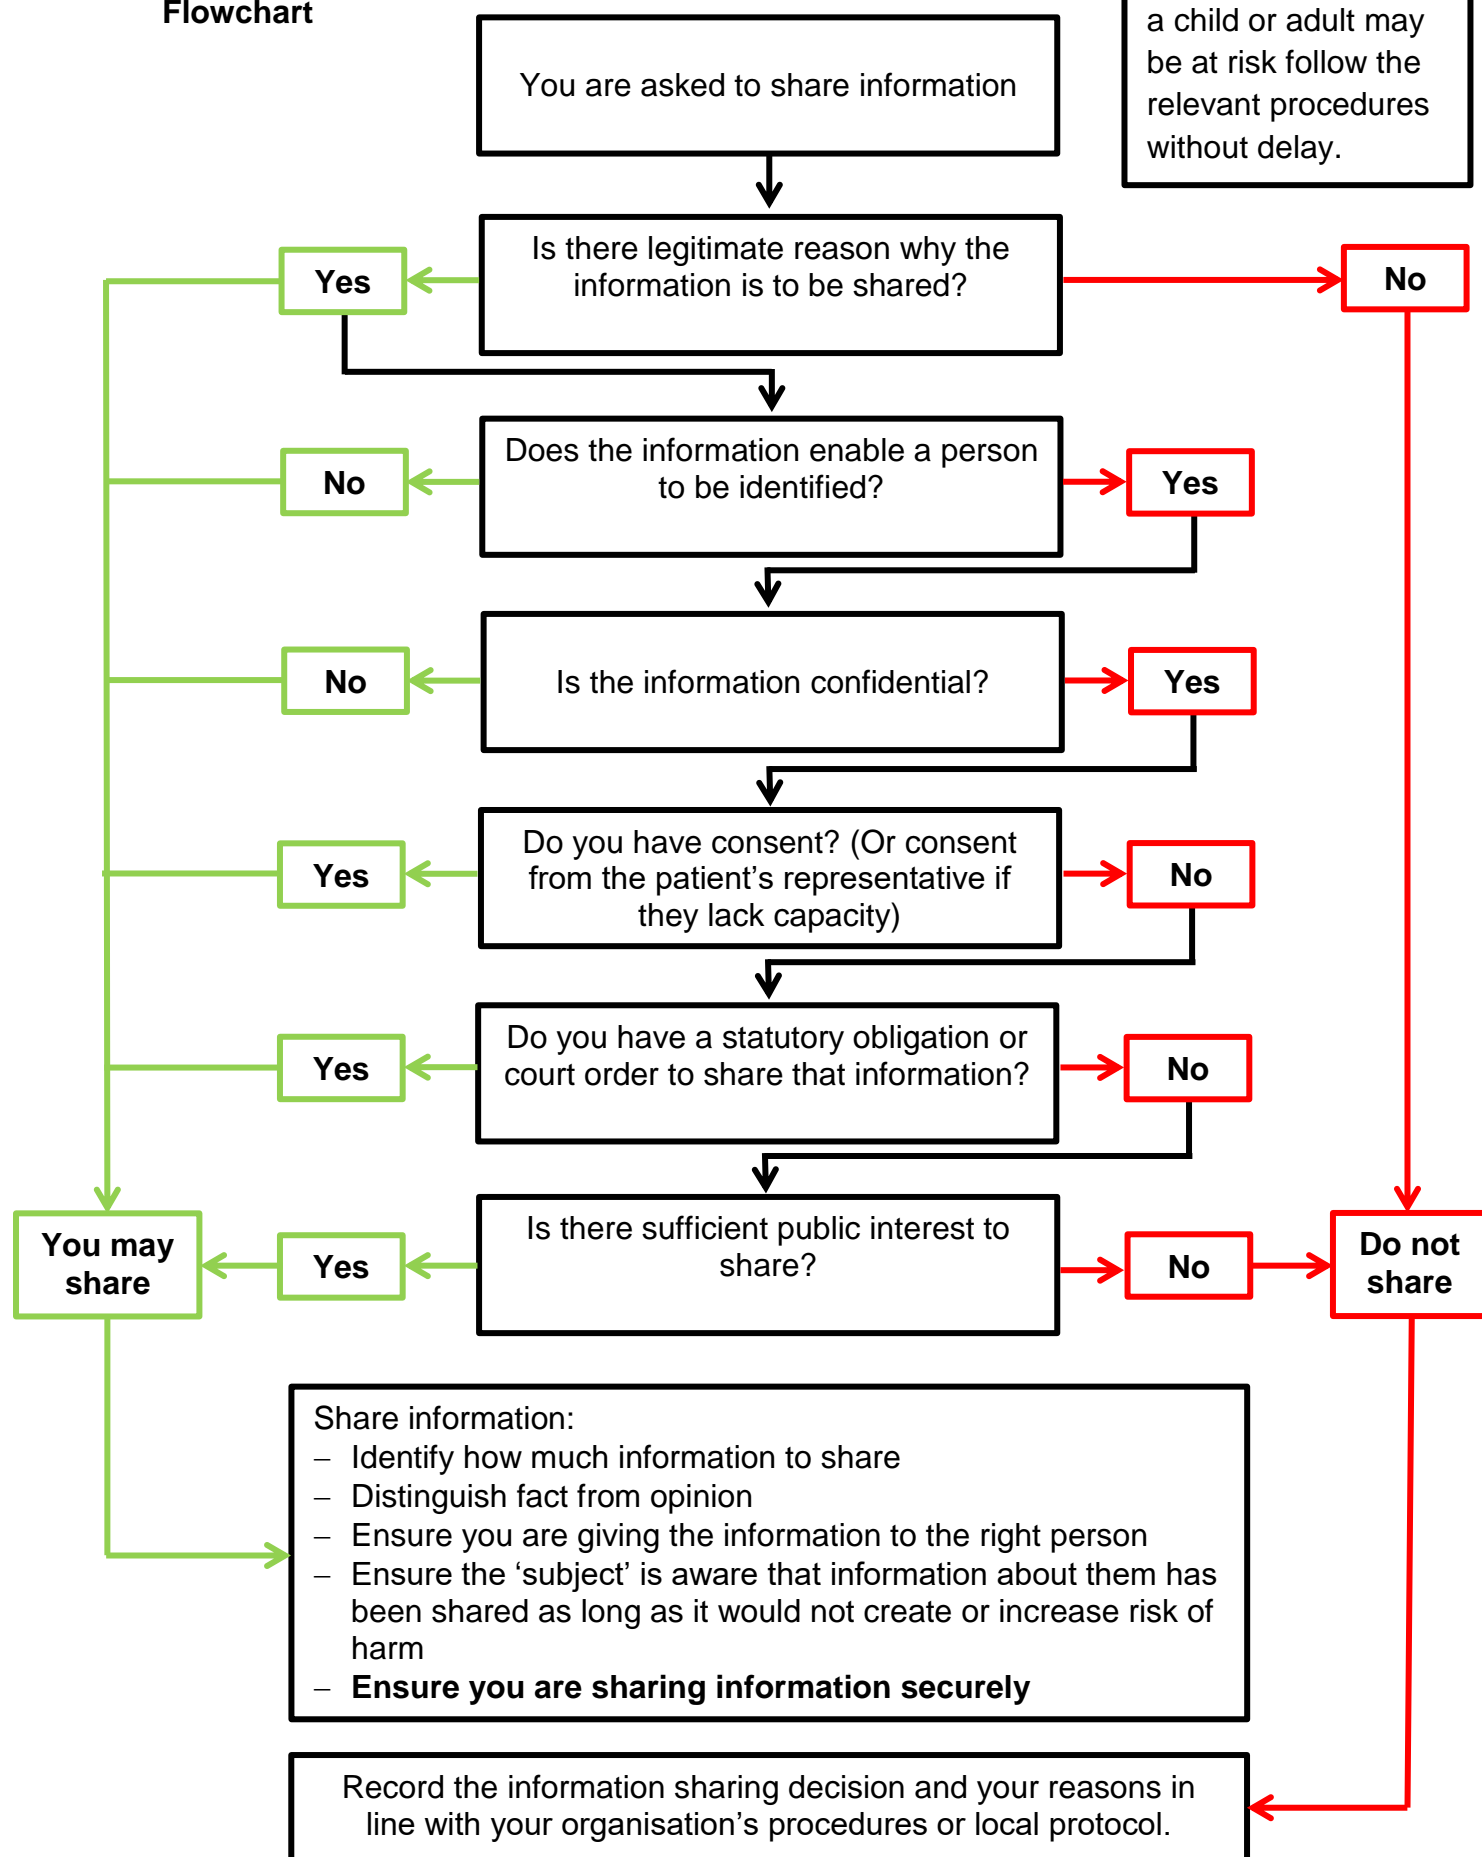 Flowchart
a child or adult may
be at risk follow the
relevant procedures
without delay.
You are asked to share information
Is there legitimate reason why the
information is to be shared?
Yes
No
Does the information enable a person
to be identified?
No
Yes
Is the information confidential?
No
Yes
Do you have consent? (Or consent
from the patient’s representative if
they lack capacity)
Yes
No
Do you have a statutory obligation or
court order to share that information?
Yes
No
Is there sufficient public interest to
share?
You may
share
Yes
No
Do not
share
Share information:
– Identify how much information to share
– Distinguish fact from opinion
– Ensure you are giving the information to the right person
– Ensure the ‘subject’ is aware that information about them has
been shared as long as it would not create or increase risk of
harm
– Ensure you are sharing information securely
Record the information sharing decision and your reasons in
line with your organisation’s procedures or local protocol.